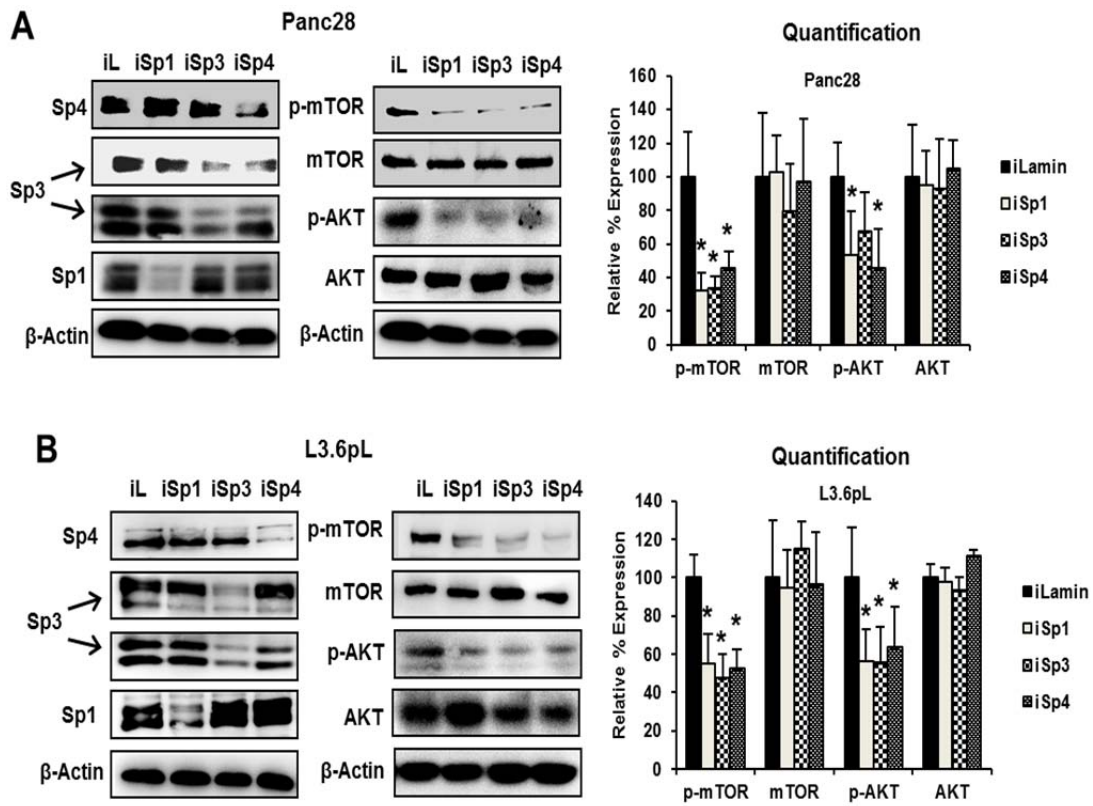 A
Panc28
iL iSp1 iSp3 iSp4
Sp4
Sp3
Sp1
β-Actin
iL iSp1 iSp3 iSp4
p-mTOR
mTOR
p-AKT
AKT
β-Actin
Quantification
Panc28
Relative % Expression
160
140
120
100
80
60
40
20
0
* * *
* *
p-mTOR mTOR p-AKT AKT
iLamin
iSp1
iSp3
iSp4
B
L3.6pL
iL iSp1 iSp3 iSp4
Sp4
Sp3
Sp1
β-Actin
iL iSp1 iSp3 iSp4
p-mTOR
mTOR
p-AKT
AKT
β-Actin
Quantification
L3.6pL
Relative % Expression
140
120
100
80
60
40
20
0
* * *
* * *
p-mTOR mTOR p-AKT AKT
iLamin
iSp1
iSp3
iSp4